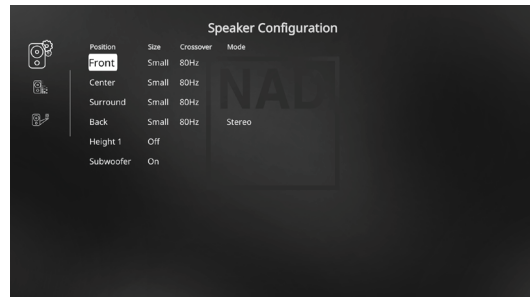 Speaker Configuration
Position Size Crossover Mode
Front Small 80Hz
Center Small 80Hz
Surround Small 80Hz
Back Small 80Hz Stereo
Height 1 Off
Subwoofer On
NAD